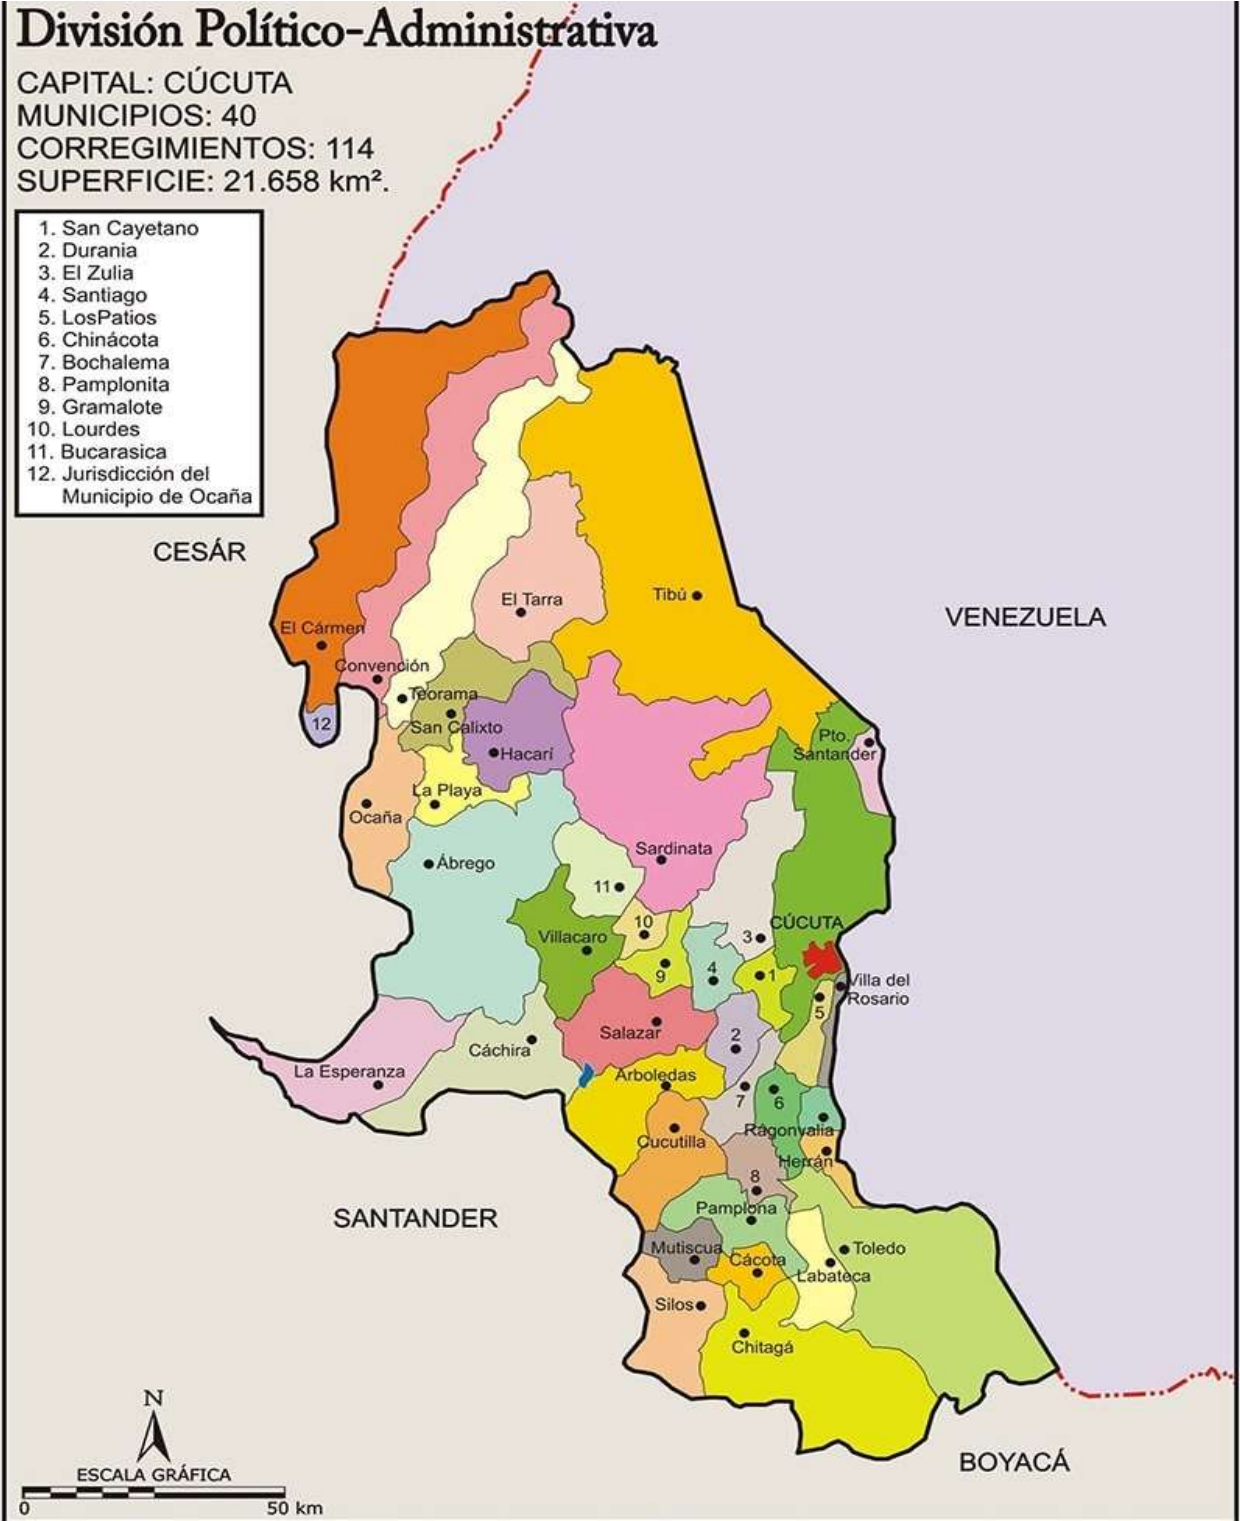 División Político-Administrativa
CAPITAL: CÚCUTA
MUNICIPIOS: 40
CORREGIMIENTOS: 114
SUPERFICIE: 21.658 km².
1. San Cayetano
2. Durania
3. El Zulia
4. Santiago
5. LosPatios
6. Chinácota
7. Bochalema
8. Pamplonita
9. Gramalote
10. Lourdes
11. Bucarasica
12. Jurisdicción del
Municipio de Ocaña
CESÁR
VENEZUELA
El Tarra
Tibú
El Cármen
Convención
Teorama
12
San Calixto
Pto.
Santander
Hacarí
La Playa
Ocaña
Sardinata
Ábrego
11
10
CÚCUTA
Villacaro
3
9
4
1
Villa del
Rosario
5
Salazar
2
Cáchira
La Esperanza
Arboledas
7
6
Ragonvalia
Cucutilla
Herrán
8
Pamplona
SANTANDER
Mutiscua
Toledo
Cácota
Labateca
Silos
Chitagá
N
BOYACÁ
ESCALA GRÁFICA
0
50 km